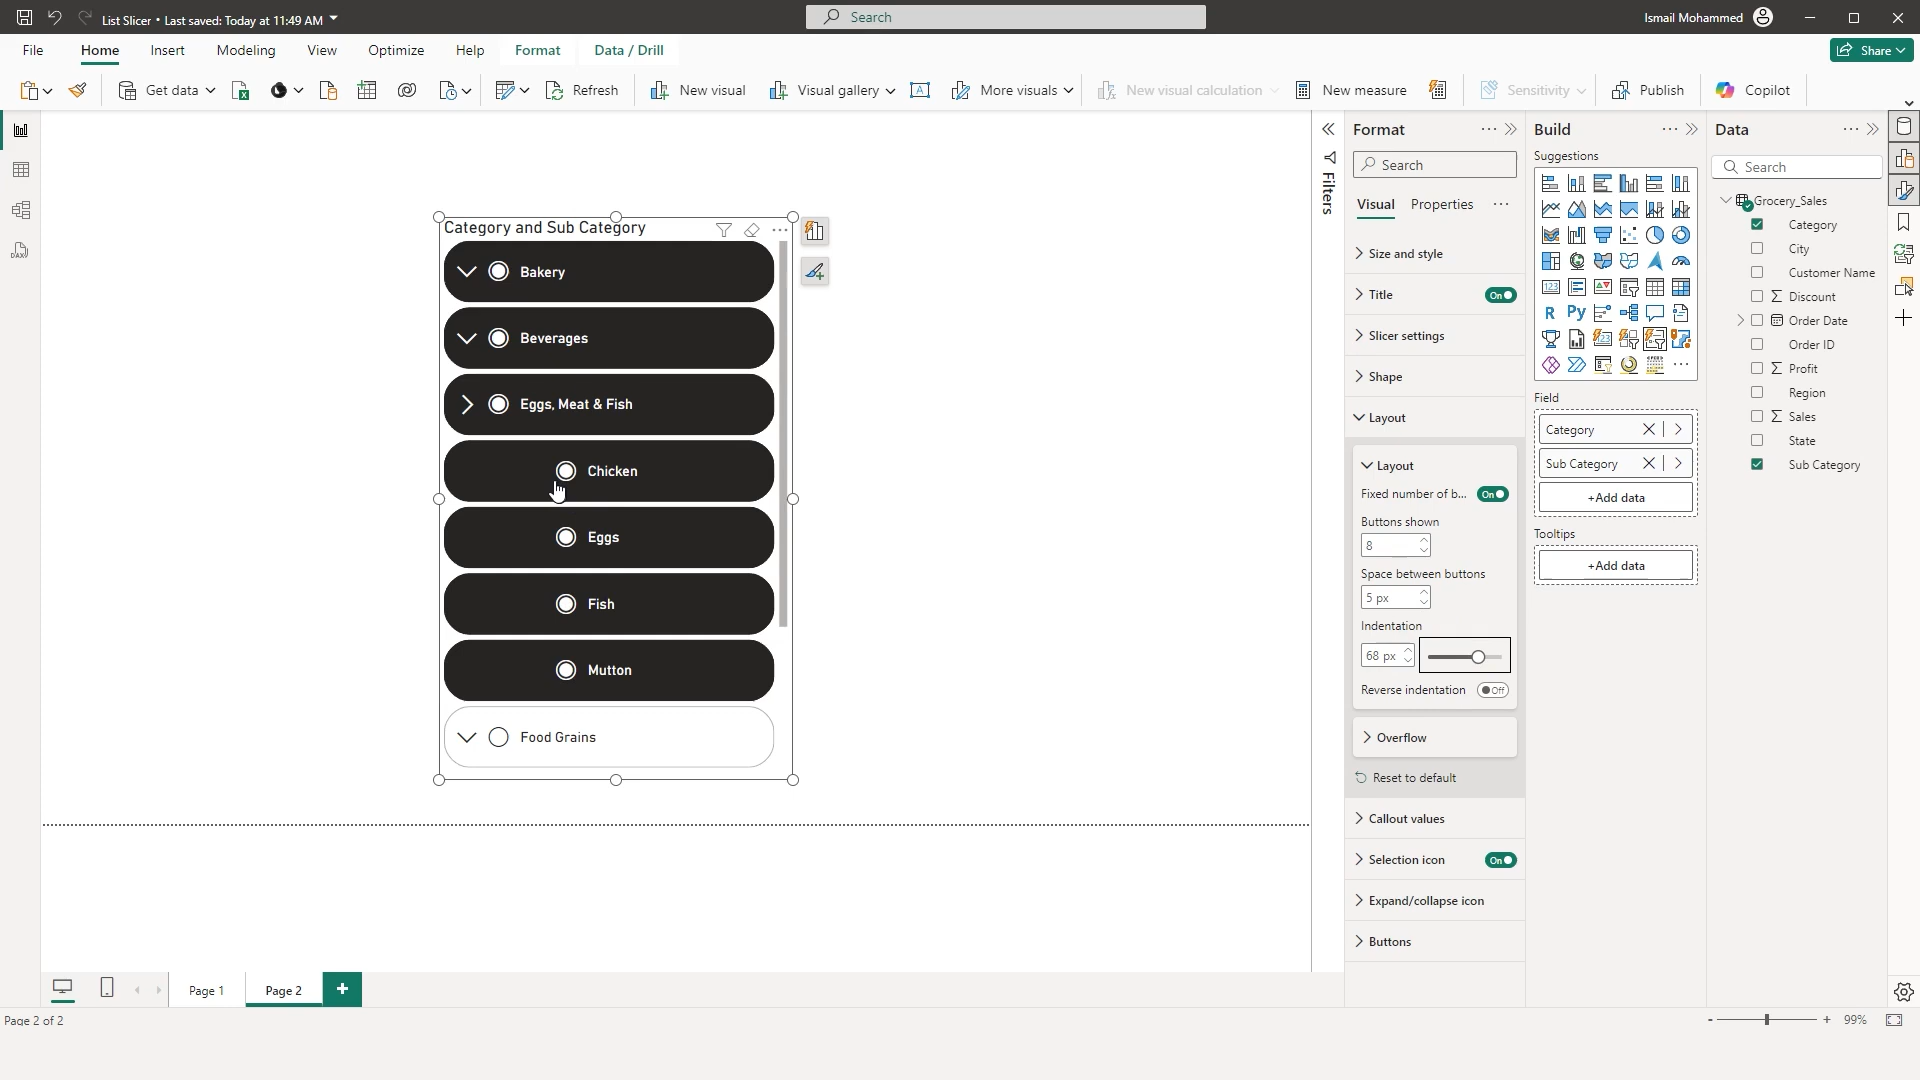 List Slicer • Last saved: Today at 11:49 AM
Search
Ismail Mohammed
File
Home
Insert
Modeling
View
Optimize
Help
Format
Data / Drill
Share
Get data
Refresh
New visual
Visual gallery
More visuals
New visual calculation
New measure
Sensitivity
Publish
Copilot
Category and Sub Category
Bakery
Beverages
Eggs, Meat & Fish
Chicken
Eggs
Fish
Mutton
Food Grains
Filters
Format
Search
Visual
Properties
Size and style
Title
On
Slicer settings
Shape
Layout
Layout
Fixed number of b...
On
Buttons shown
8
Space between buttons
5 px
Indentation
68 px
Reverse indentation
Off
Overflow
Reset to default
Callout values
Selection icon
On
Expand/collapse icon
Buttons
Build
Suggestions
R
Py
Field
Category
Sub Category
+Add data
Tooltips
+Add data
Data
Search
Grocery_Sales
Category
City
Customer Name
Discount
Order Date
Order ID
Profit
Region
Sales
State
Sub Category
Page 1
Page 2
Page 2 of 2
- + 99%